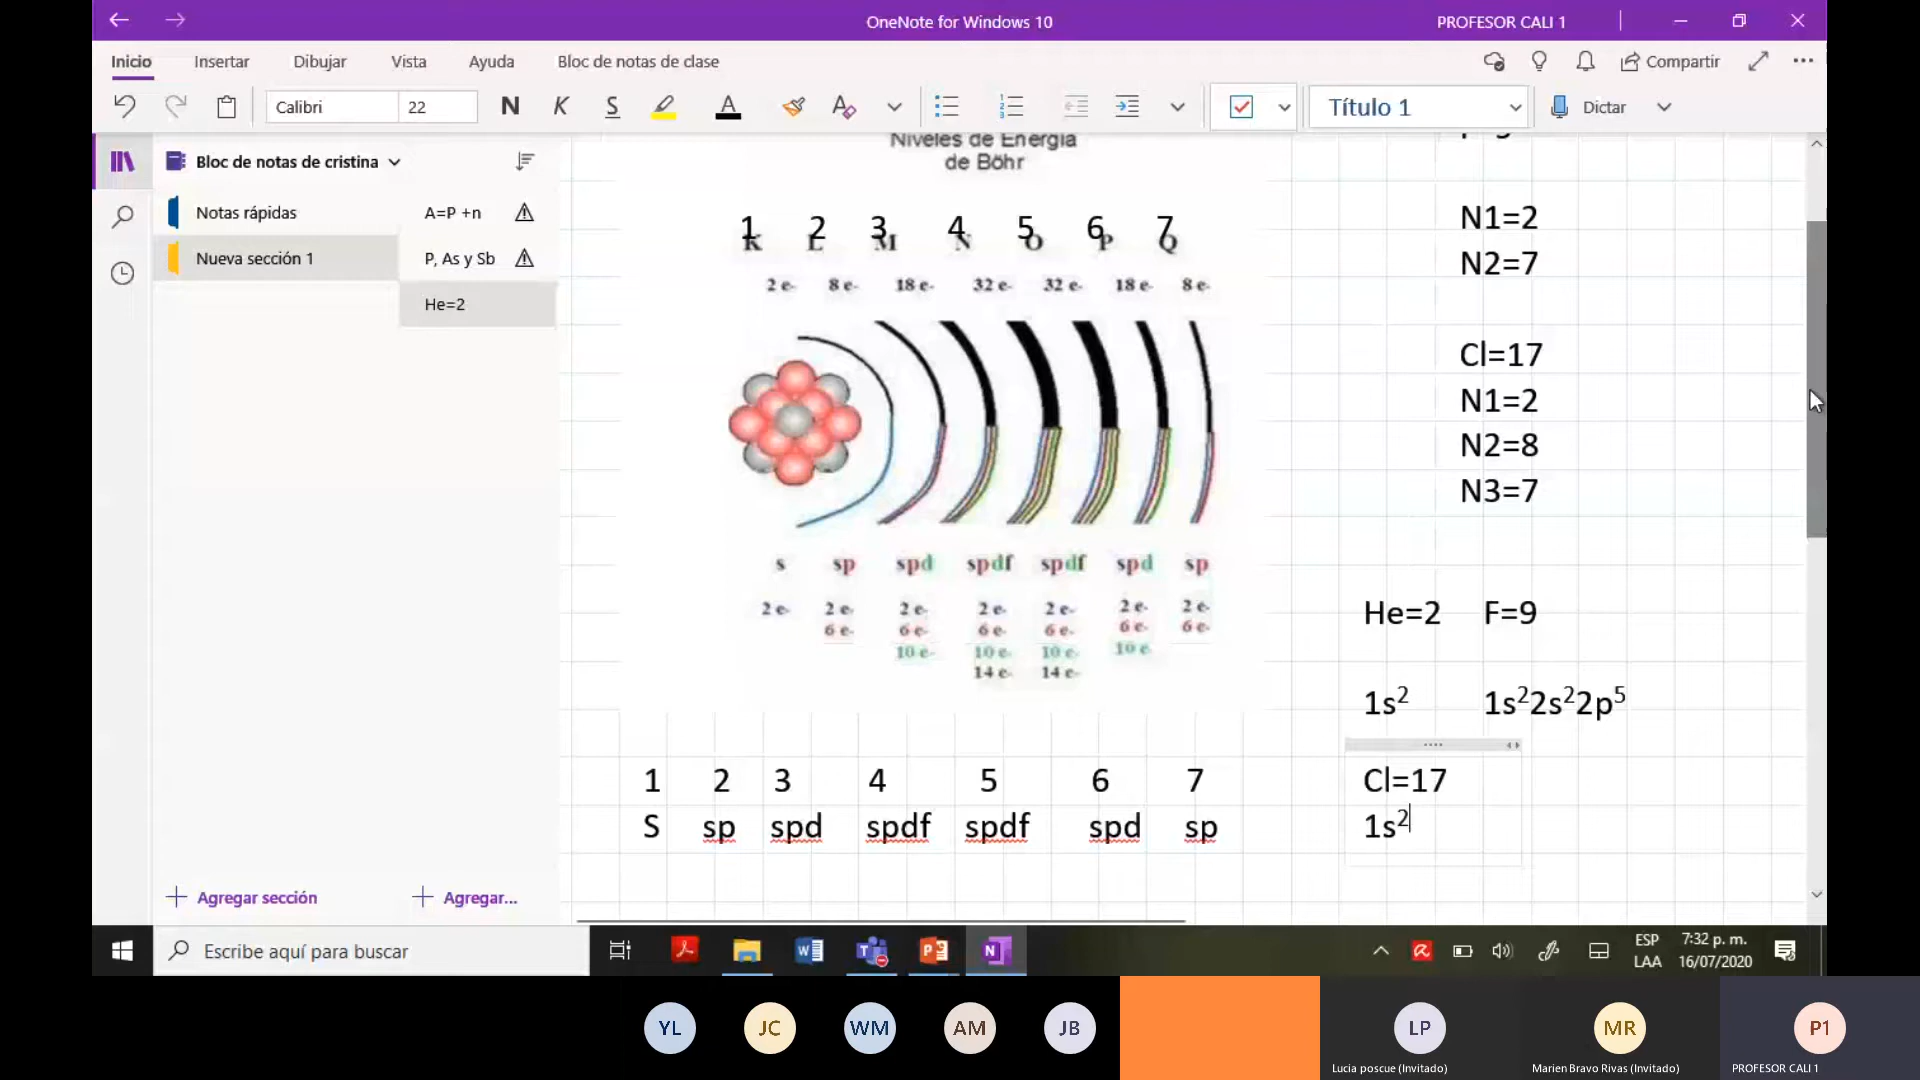 OneNote for Windows 10
PROFESOR CALI 1
Inicio
Insertar
Dibujar
Vista
Ayuda
Bloc de notas de clase
Compartir
Calibri
22
N
K
S
A
A
Título 1
Dictar
Bloc de notas de cristina
Notas rápidas
Nueva sección 1
A=P +n
P, As y Sb
He=2
Agregar sección
Agregar...
Niveles de Energía
de Böhr
1 2 3 4 5 6 7
K L M N O P Q
2 e- 8 e- 18 e- 32 e- 32 e- 18 e- 8 e-
s sp spd spdf spdf spd sp
2 e- 2 e- 2 e- 2 e- 2 e- 2 e- 2 e-
6 e- 6 e- 6 e- 6 e- 6 e- 6 e-
10 e- 10 e- 10 e- 10 e
14 e- 14 e-
1 2 3 4 5 6 7
S sp spd spdf spdf spd sp
N1=2
N2=7
Cl=17
N1=2
N2=8
N3=7
He=2 F=9
1s² 1s²2s²2p⁵
Cl=17
1s²
Escribe aquí para buscar
ESP
LAA
7:32 p. m.
16/07/2020
YL
JC
WM
AM
JB
LP
Lucia poscue (Invitado)
MR
Marien Bravo Rivas (Invitado)
P1
PROFESOR CALI 1